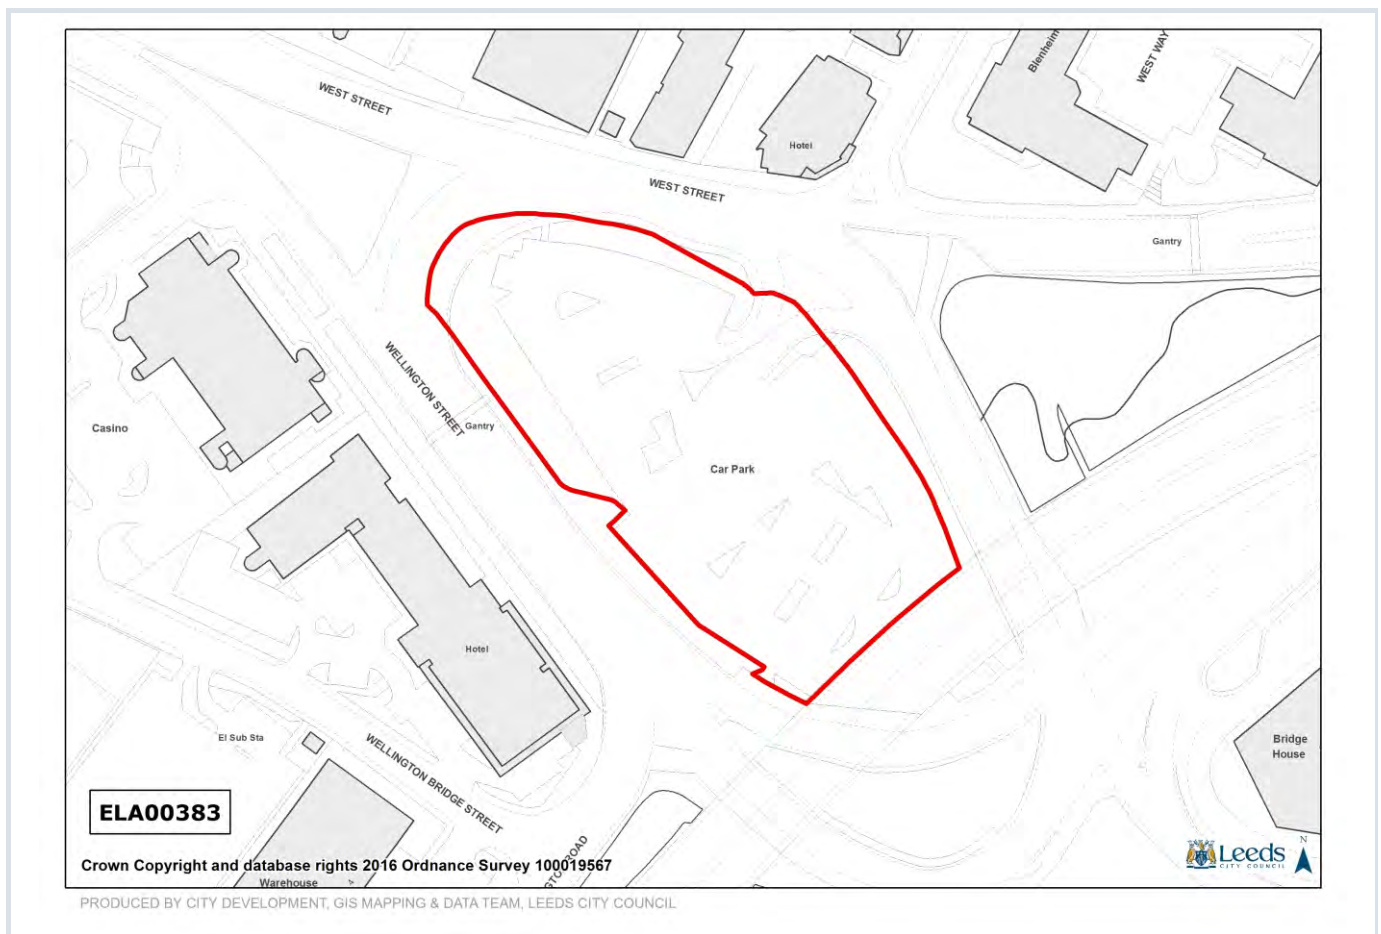 Blenheim
WEST WAY
WEST STREET
Hotel
WEST STREET
Gantry
WELLINGTON STREET
Gantry
Casino
Car Park
Hotel
El Sub Sta
WELLINGTON BRIDGE STREET
Bridge
House
ELA00383
Leeds
CITY COUNCIL
N
Crown Copyright and database rights 2016 Ordnance Survey 100019567
Warehouse
4
PRODUCED BY CITY DEVELOPMENT, GIS MAPPING & DATA TEAM, LEEDS CITY COUNCIL